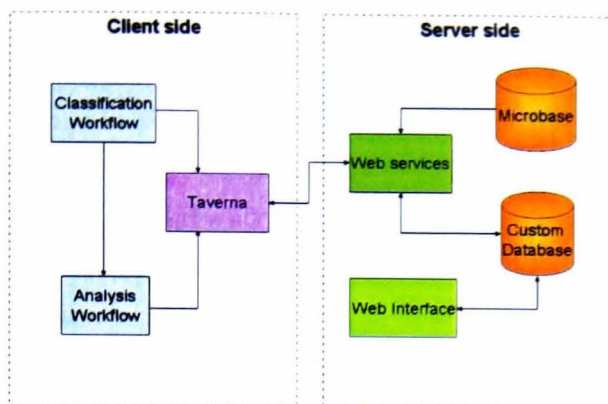 Client side
Server side
Classification
Workflow
Microbase
Web services
Taverna
Custom
Database
Analysis
Workflow
Web Interface